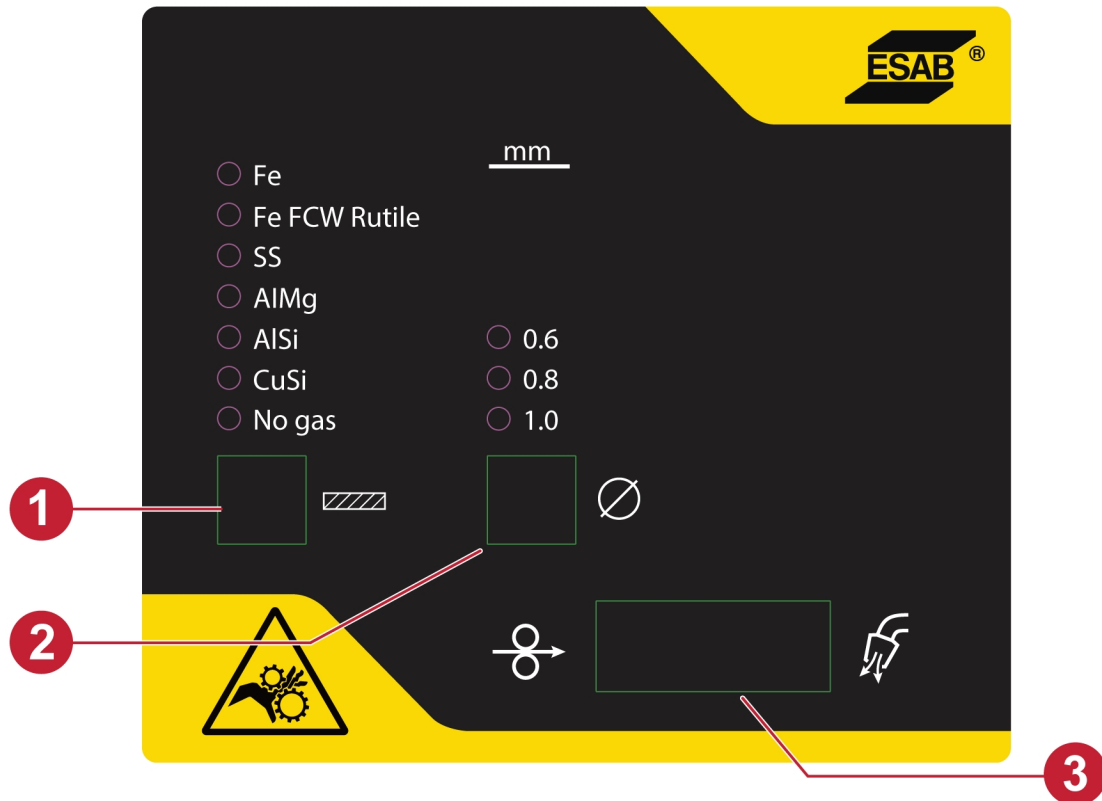 ESAB ®
mm
Fe
Fe FCW Rutile
SS
AlMg
AlSi
0.6
CuSi
0.8
No gas
1.0
1
2
3